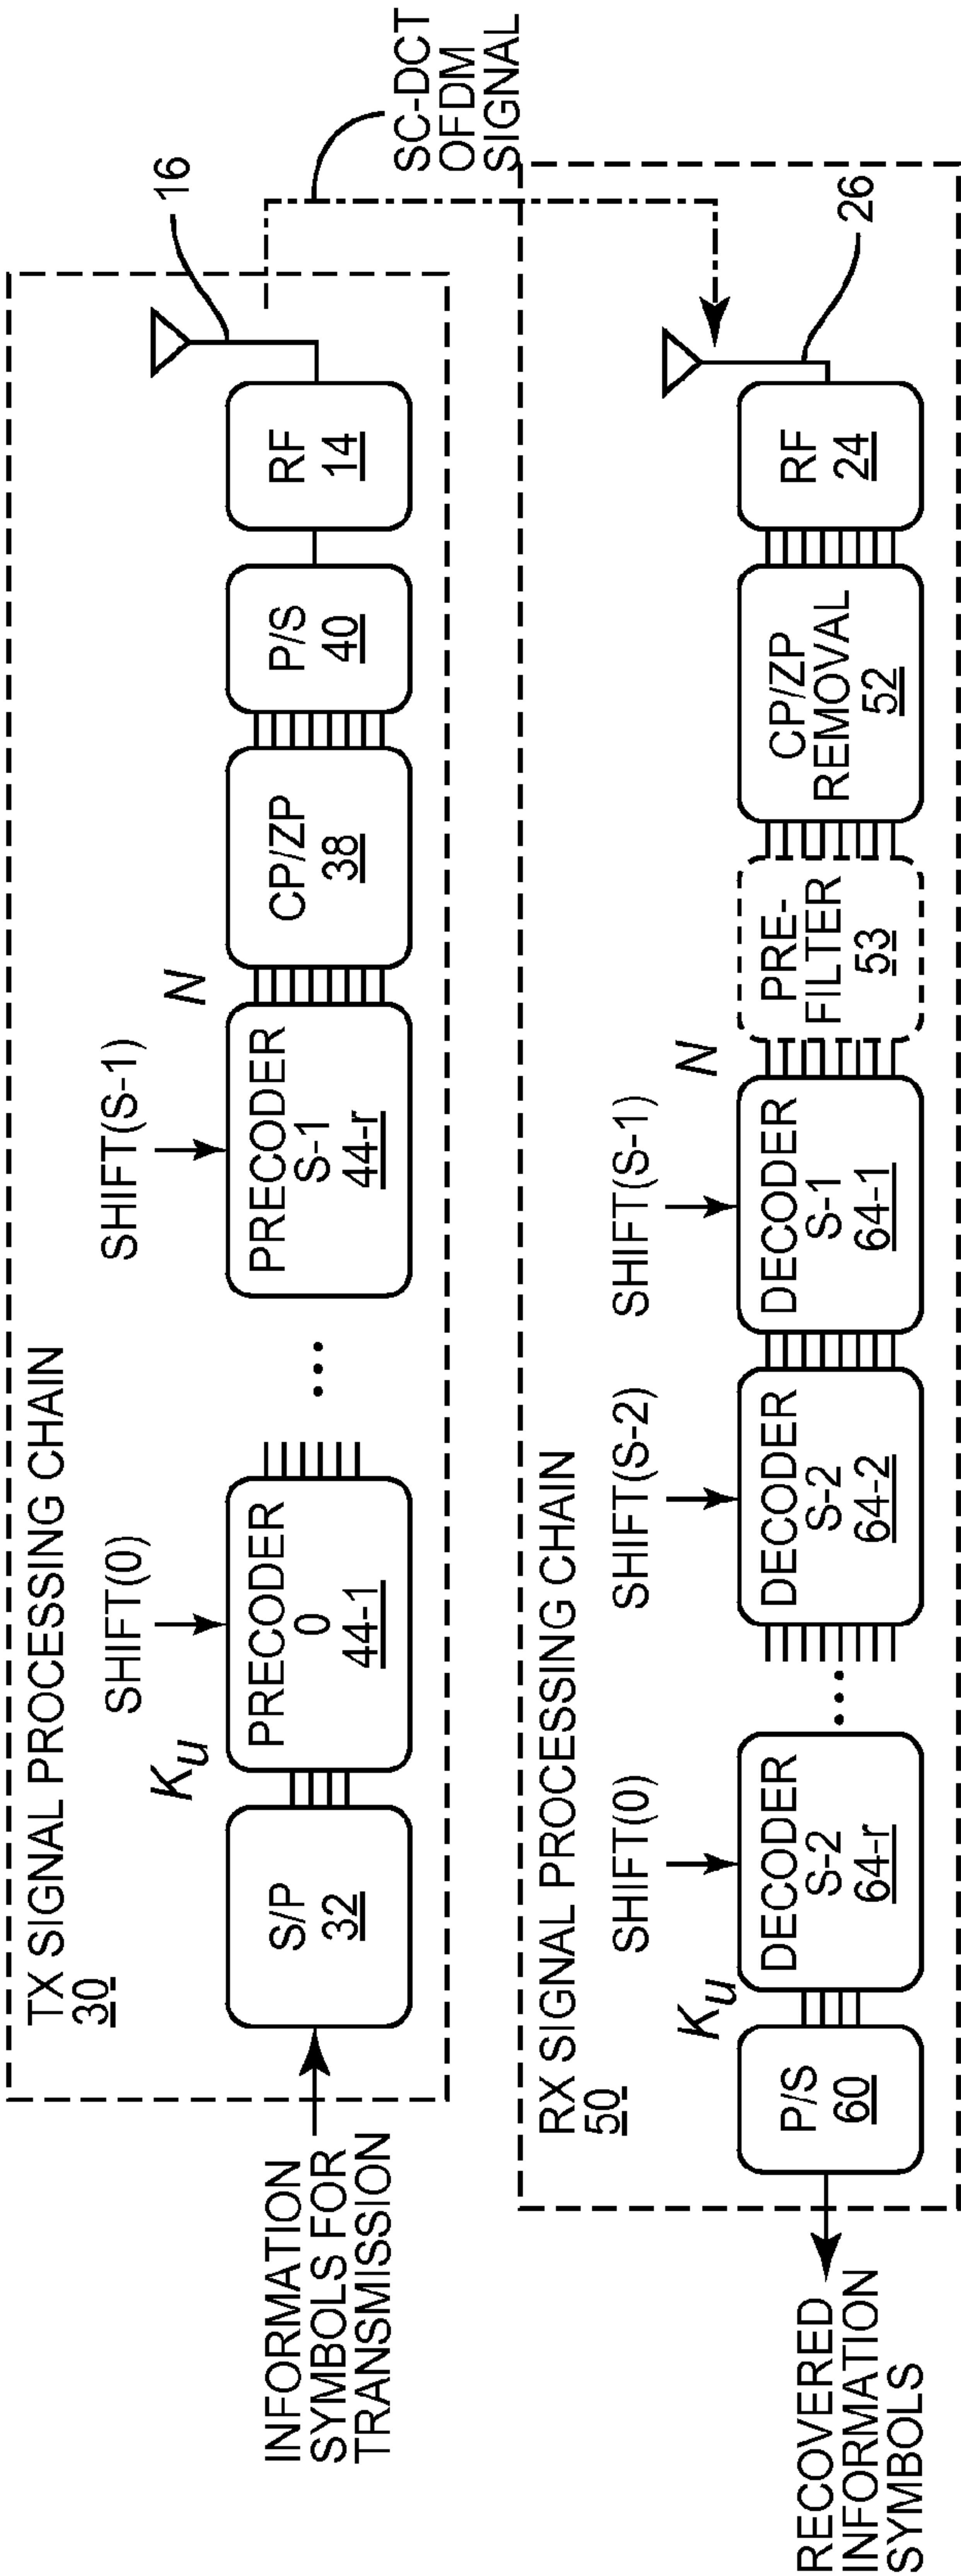 TX SIGNAL PROCESSING CHAIN
30
INFORMATION
SYMBOLS FOR
TRANSMISSION
S/P
32
Ku
SHIFT(0)
PRECODER
0
44-1
...
SHIFT(S-1)
PRECODER
S-1
44-r
N
CP/ZP
38
P/S
40
RF
14
16
SC-DCT
OFDM
SIGNAL
RX SIGNAL PROCESSING CHAIN
50
RECOVERED
INFORMATION
SYMBOLS
P/S
60
Ku
SHIFT(0)
DECODER
S-2
64-r
...
SHIFT(S-2)
DECODER
S-2
64-2
SHIFT(S-1)
DECODER
S-1
64-1
N
PRE-
FILTER
53
CP/ZP
REMOVAL
52
RF
24
26